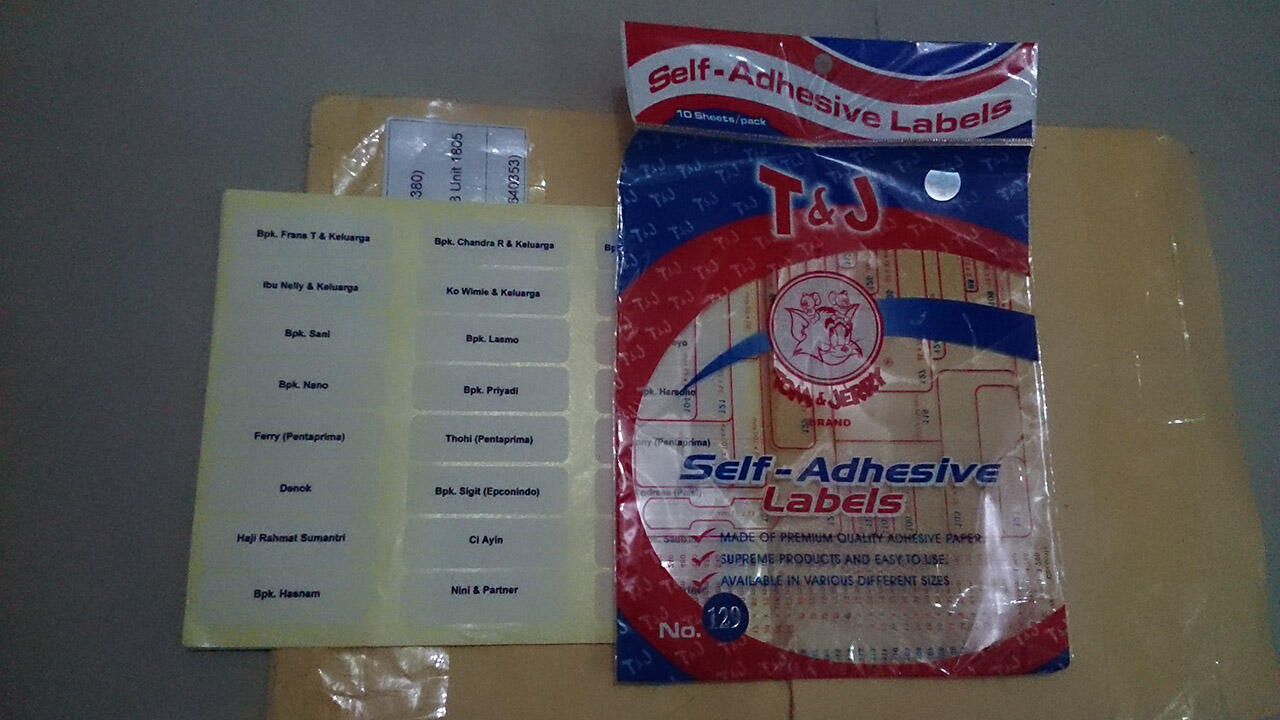 380)
B Unit 1805
640353)
Bpk. Frans T & Keluarga
Ibu Nelly & Keluarga
Bpk. Sani
Bpk. Nano
Ferry (Pentaprima)
Denok
Haji Rahmat Sumantri
Bpk. Hasnam
Bpk. Chandra R & Keluarga
Ko Wimie & Keluarga
Bpk. Lasmo
Bpk. Priyadi
Thohi (Pentaprima)
Bpk. Sigit (Epconindo)
Ci Ayin
Nini & Partner
Self-Adhesive Labels
10 Sheets/pack
T&J
TOM & JERRY
BRAND
Self-Adhesive
Labels
MADE OF PREMIUM QUALITY ADHESIVE PAPER.
SUPREME PRODUCTS AND EASY TO USE.
AVAILABLE IN VARIOUS DIFFERENT SIZES.
No. 129